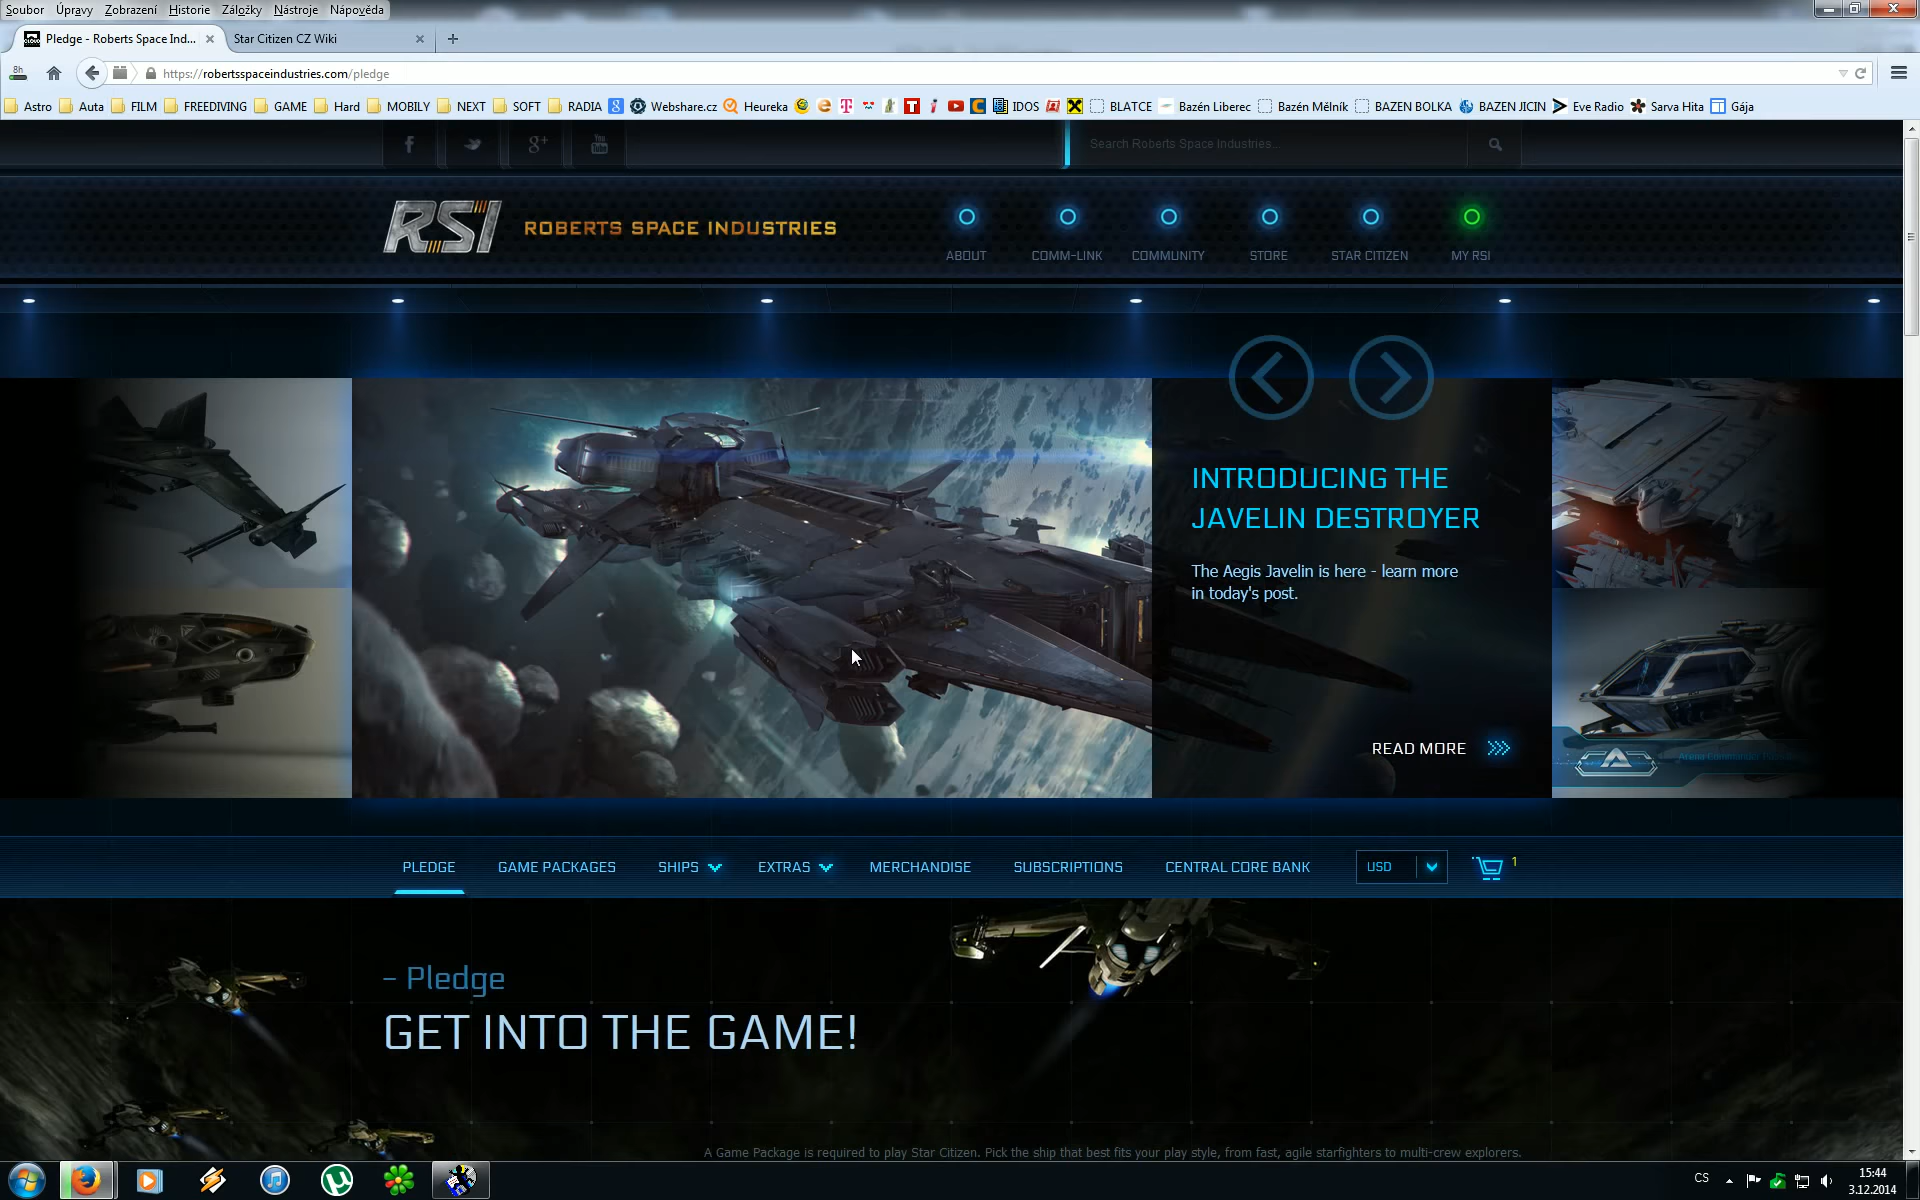 Soubor Úpravy Zobrazení Historie Záložky Nástroje Nápověda
Pledge - Roberts Space Ind... Star Citizen CZ Wiki
8h https://robertsspaceindustries.com/pledge
Astro Auta FILM FREEDIVING GAME Hard MOBILY NEXT SOFT RADIA Webshare.cz Heureka IDOS BLATCE Bazén Liberec Bazén Mělník BAZEN BOLKA BAZEN JICIN Eve Radio Sarva Hita Gája
Search Roberts Space Industries...
RSI ROBERTS SPACE INDUSTRIES
ABOUT COMM-LINK COMMUNITY STORE STAR CITIZEN MY RSI
INTRODUCING THE
JAVELIN DESTROYER
The Aegis Javelin is here - learn more
in today's post.
READ MORE
PLEDGE GAME PACKAGES SHIPS EXTRAS MERCHANDISE SUBSCRIPTIONS CENTRAL CORE BANK USD 1
– Pledge
GET INTO THE GAME!
A Game Package is required to play Star Citizen. Pick the ship that best fits your play style, from fast, agile starfighters to multi-crew explorers.
CS 15:44
3.12.2014